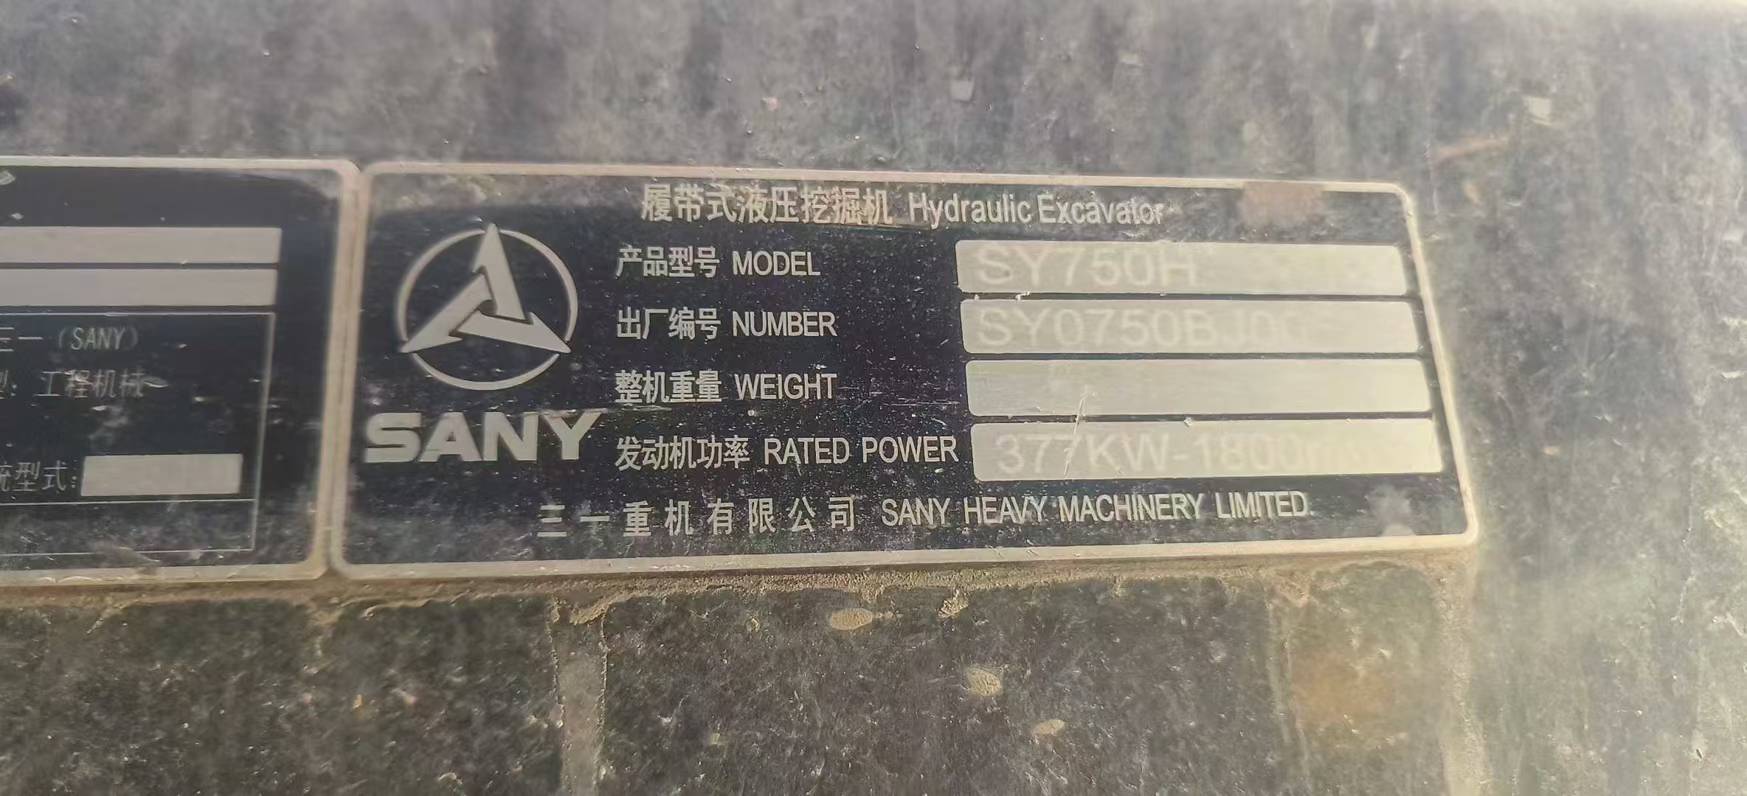 履带式液压挖掘机 Hydraulic Excavator
产品型号 MODEL SY750H
出厂编号 NUMBER
整机重量 WEIGHT
发动机功率 RATED POWER 377KW
SANY
三一重机有限公司 SANY HEAVY MACHINERY LIMITED
三一（SANY）
工程机械